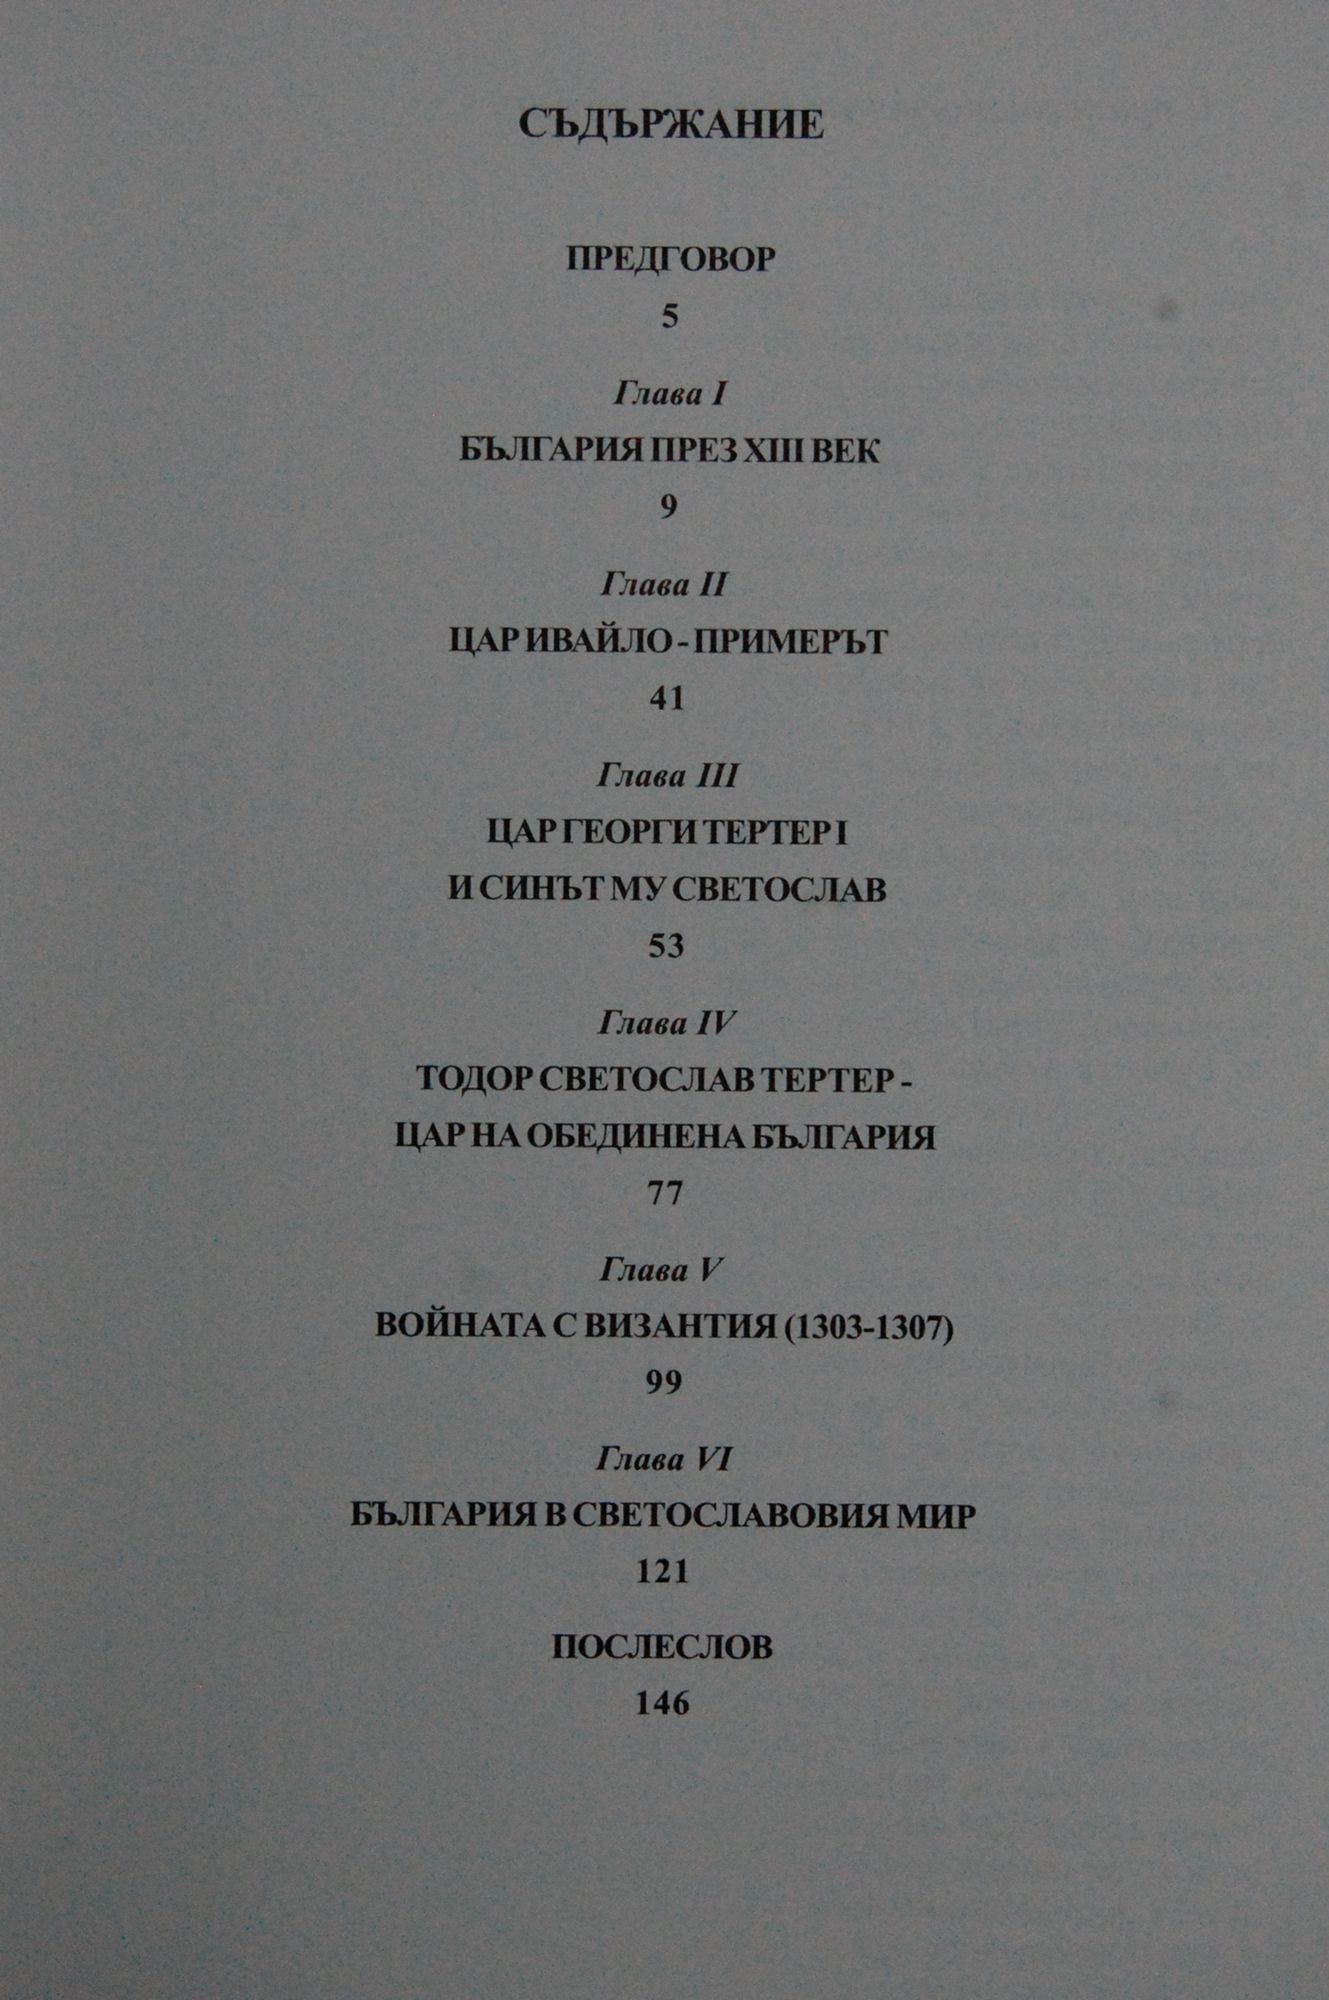 СЪДЪРЖАНИЕ
ПРЕДГОВОР
5
Глава I
БЪЛГАРИЯ ПРЕЗ XIII ВЕК
9
Глава II
ЦАР ИВАЙЛО - ПРИМЕРЪТ
41
Глава III
ЦАР ГЕОРГИ ТЕРТЕР I
И СИНЪТ МУ СВЕТОСЛАВ
53
Глава IV
ТОДОР СВЕТОСЛАВ ТЕРТЕР -
ЦАР НА ОБЕДИНЕНА БЪЛГАРИЯ
77
Глава V
ВОЙНАТА С ВИЗАНТИЯ (1303-1307)
99
Глава VI
БЪЛГАРИЯ В СВЕТОСЛАВОВИЯ МИР
121
ПОСЛЕСЛОВ
146